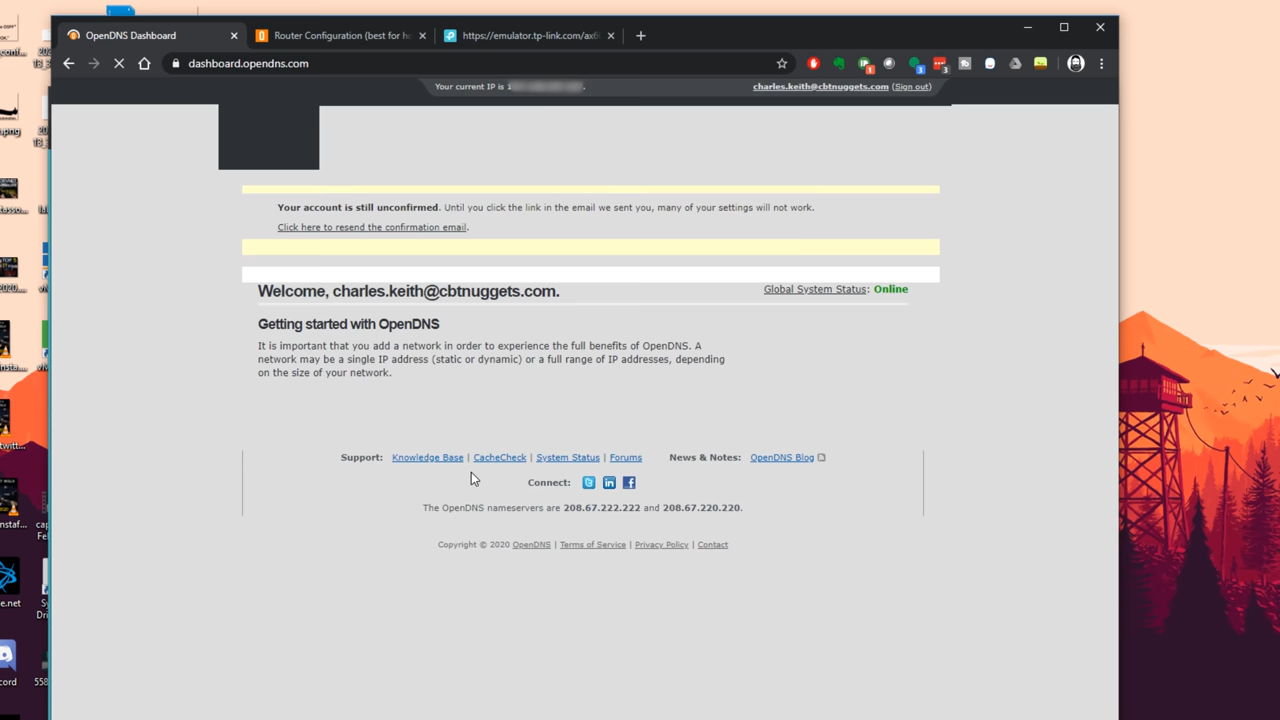 OpenDNS Dashboard
Router Configuration (best for h
https://emulator.tp-link.com/ax6
dashboard.opendns.com
1
3
3
Your current IP is
charles.keith@cbtnuggets.com (Sign out)
Your account is still unconfirmed. Until you click the link in the email we sent you, many of your settings will not work.
Click here to resend the confirmation email.
Welcome, charles.keith@cbtnuggets.com.
Global System Status: Online
Getting started with OpenDNS
It is important that you add a network in order to experience the full benefits of OpenDNS. A
network may be a single IP address (static or dynamic) or a full range of IP addresses, depending
on the size of your network.
Support: Knowledge Base | CacheCheck | System Status | Forums
News & Notes: OpenDNS Blog
Connect:
The OpenDNS nameservers are 208.67.222.222 and 208.67.220.220.
Copyright © 2020 OpenDNS | Terms of Service | Privacy Policy | Contact